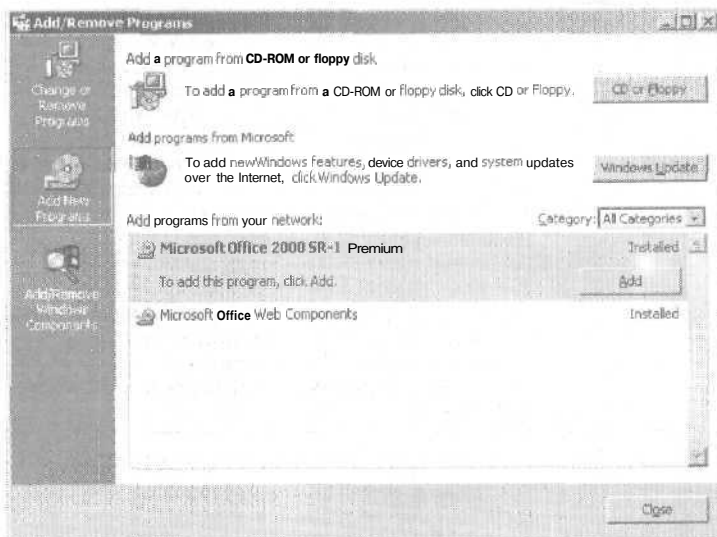 Add/Remove Programs
Change or
Remove
Programs
Add New
Programs
Add/Remove
Windows
Components
Add a program from CD-ROM or floppy disk
To add a program from a CD-ROM or floppy disk, click CD or Floppy.
CD or Floppy
Add programs from Microsoft
To add new Windows features, device drivers, and system updates
over the Internet, click Windows Update.
Windows Update
Add programs from your network:
Category: All Categories
Microsoft Office 2000 SR-1 Premium
Installed
To add this program, click Add.
Add
Microsoft Office Web Components
Installed
Close